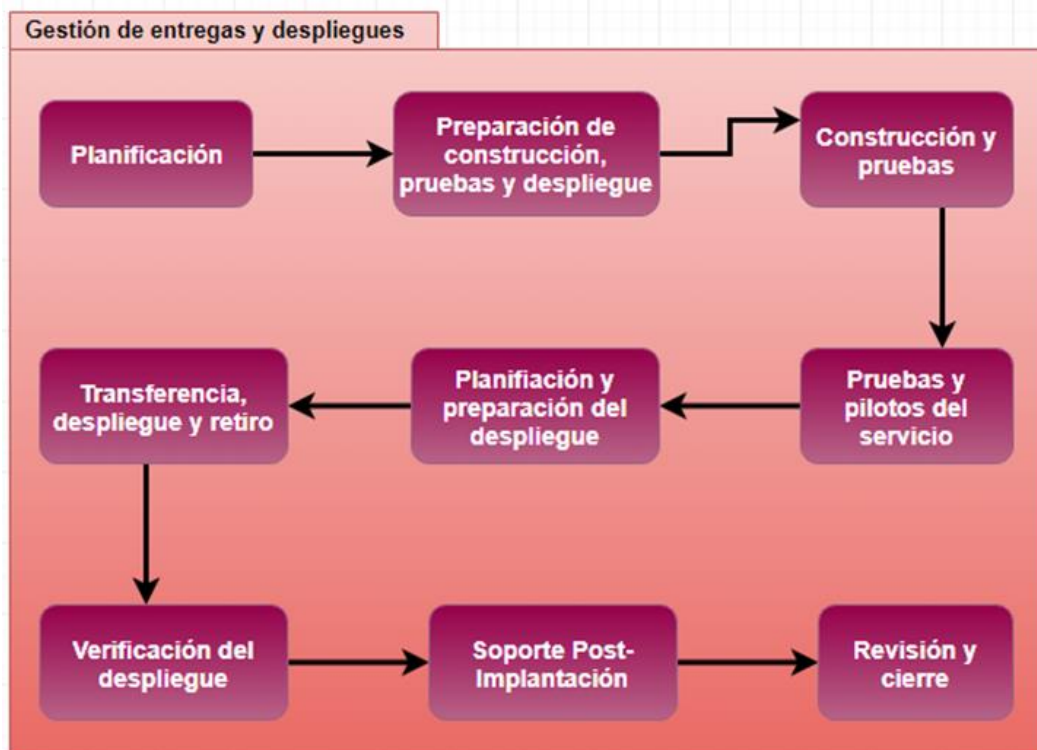 Gestión de entregas y despliegues
Planificación
Preparación de
construcción,
pruebas y despliegue
Construcción y
pruebas
Transferencia,
despliegue y retiro
Planifiación y
preparación del
despliegue
Pruebas y
pilotos del
servicio
Verificación del
despliegue
Soporte Post-
Implantación
Revisión y
cierre